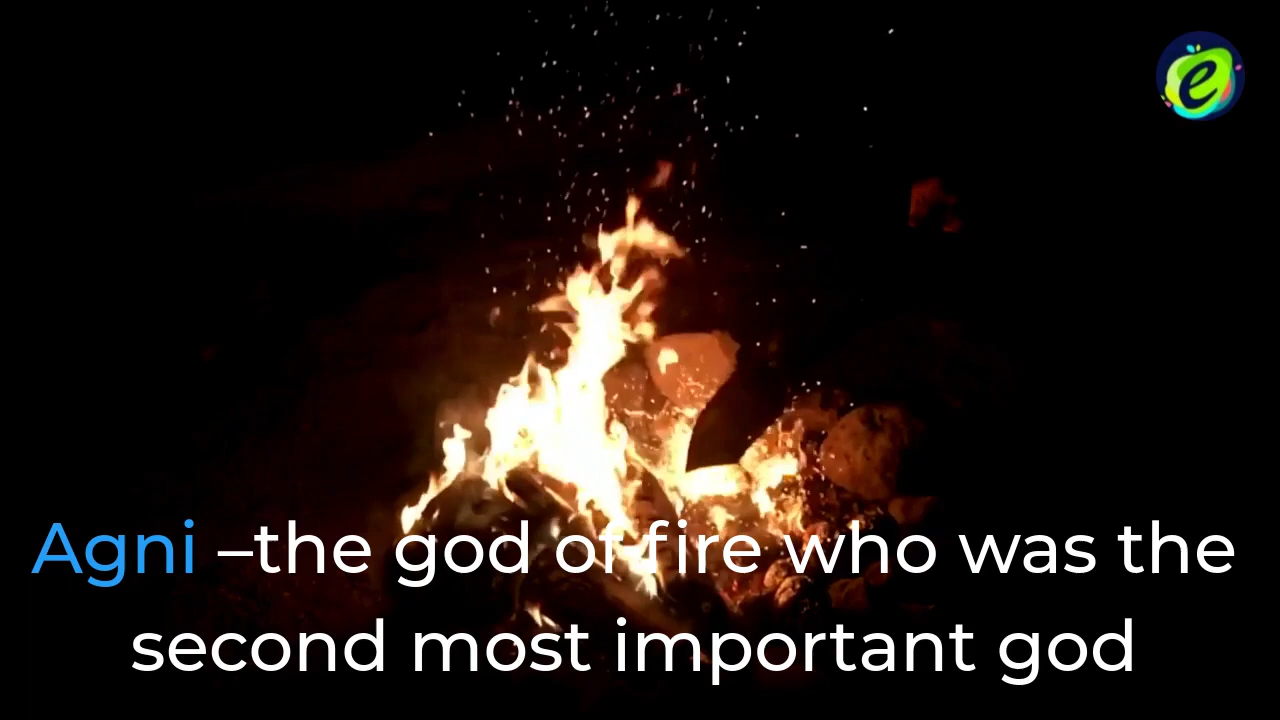 e
Agni –the god of fire who was the
second most important god